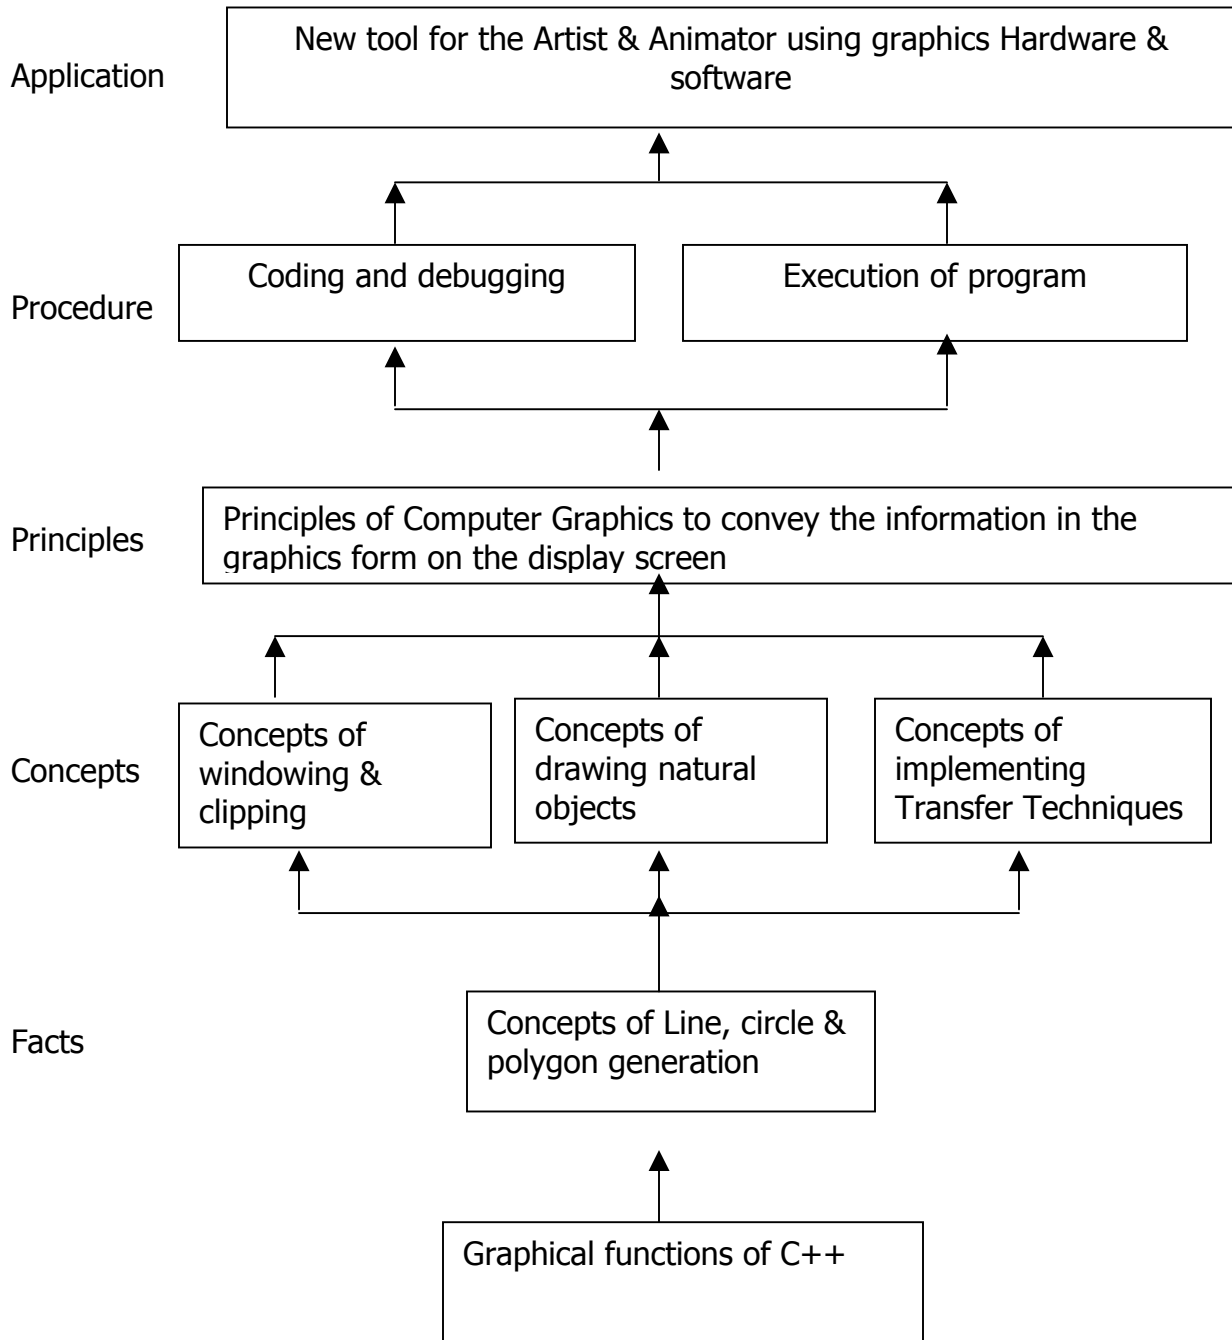 New tool for the Artist & Animator using graphics Hardware &
software
Application
Coding and debugging
Execution of program
Procedure
Principles
Principles of Computer Graphics to convey the information in the
graphics form on the display screen
Concepts
Concepts of
windowing &
clipping
Concepts of
drawing natural
objects
Concepts of
implementing
Transfer Techniques
Facts
Concepts of Line, circle &
polygon generation
Graphical functions of C++